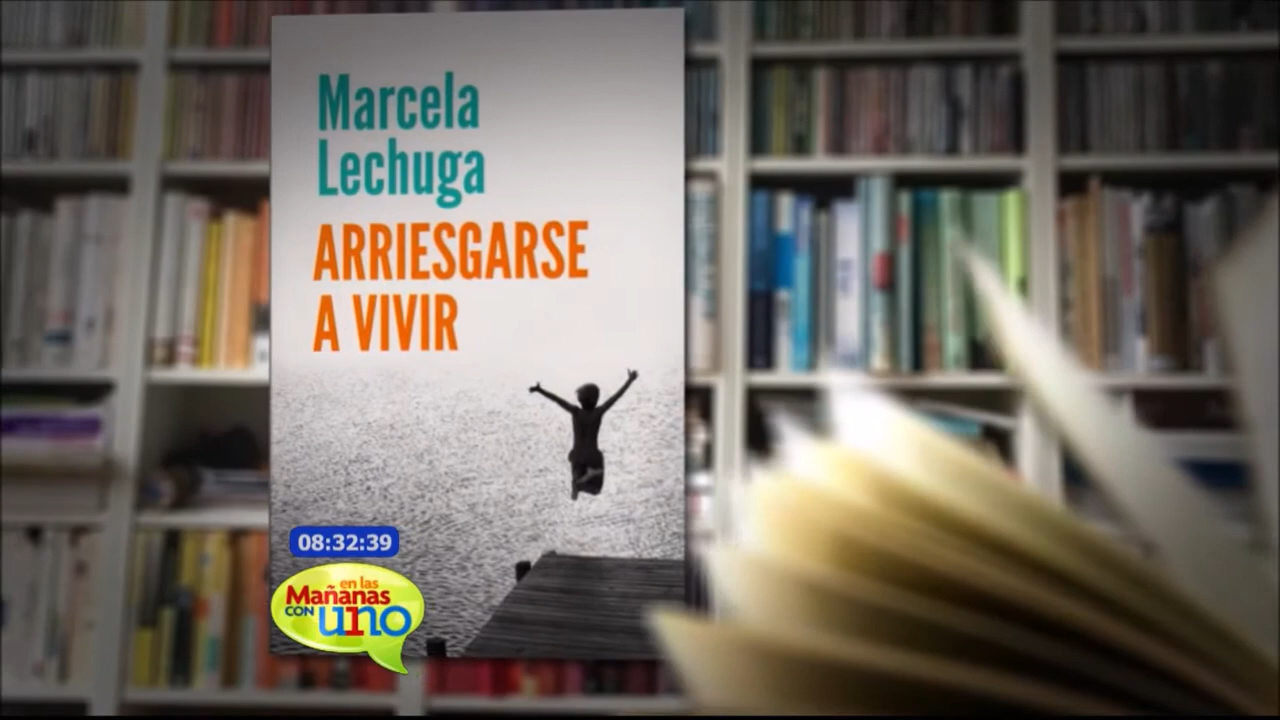 Marcela
Lechuga
ARRIESGARSE
A VIVIR
08:32:39
en las
Mañanas
CON uno